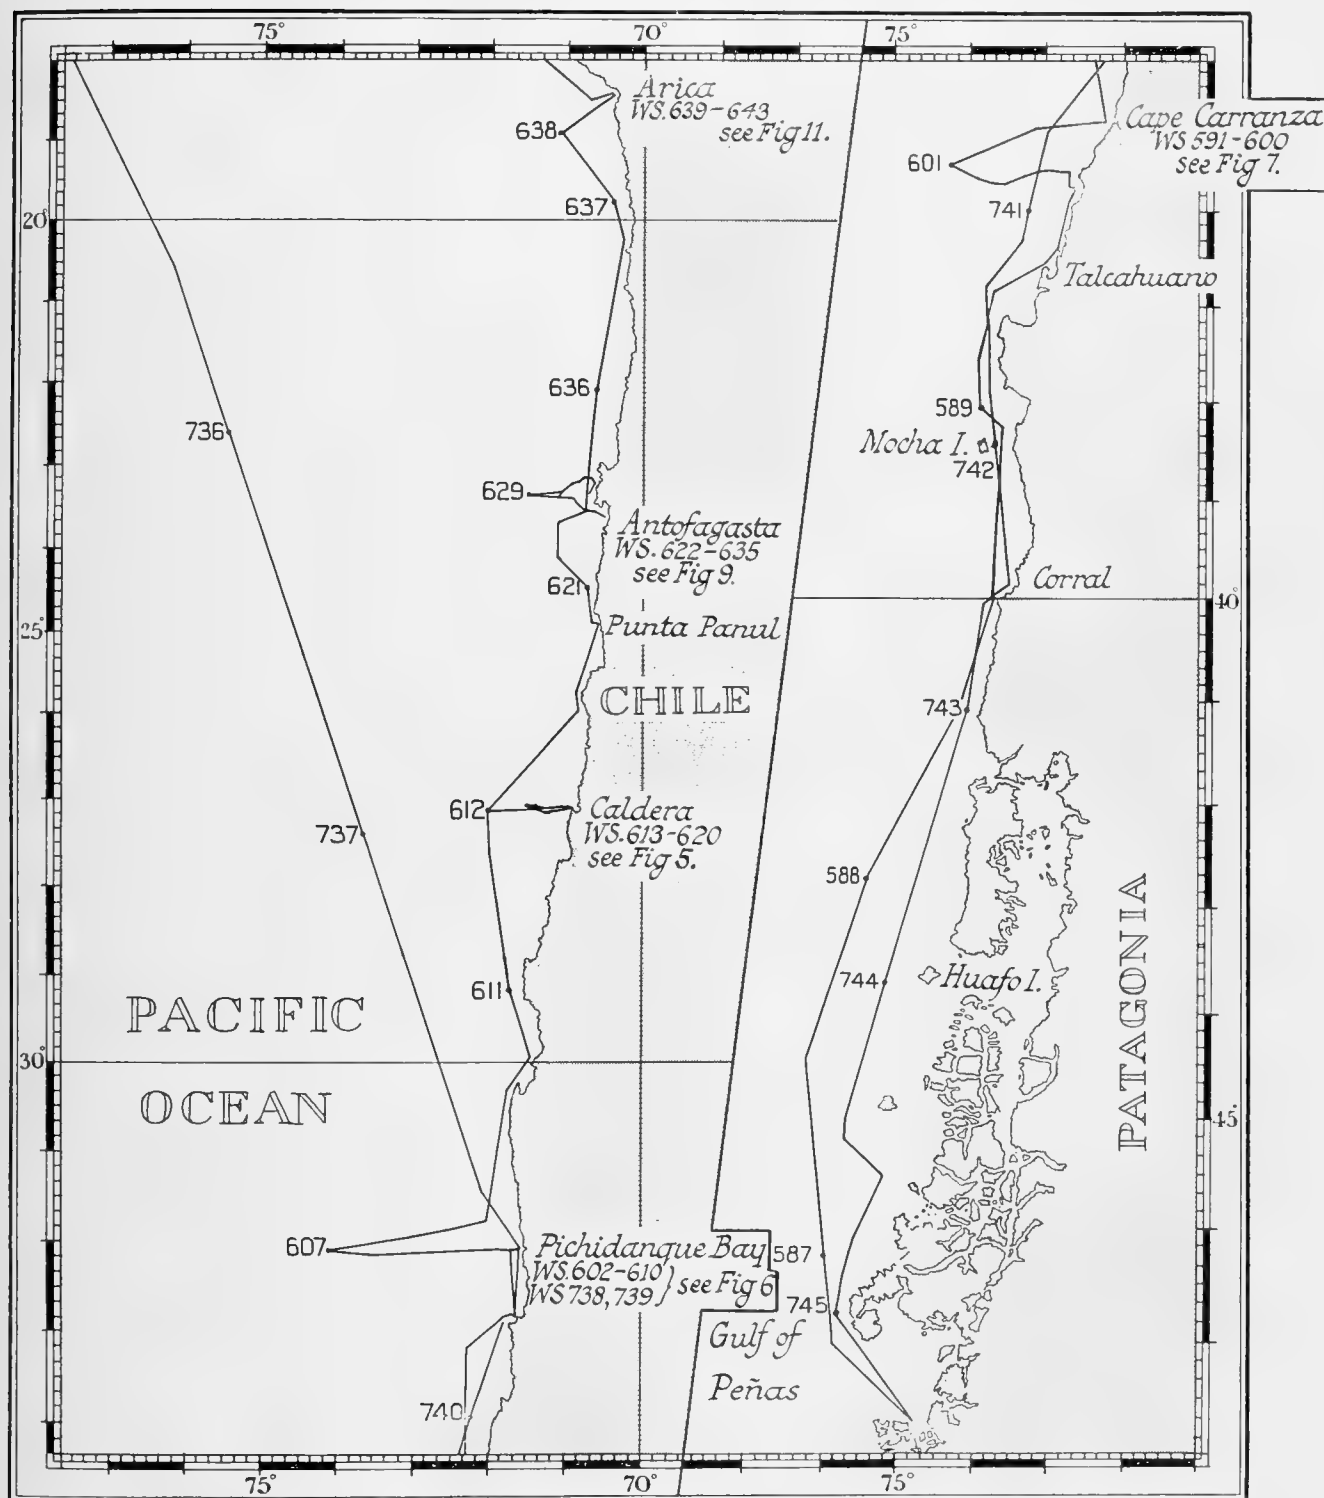 75°
70°
75°
Arica
WS.639-643
see Fig 11.
638
637
20°
636
736
629
Antofagasta
WS.622-635
see Fig 9.
621
25°
Punta Panul
CHILE
612
Caldera
WS.613-620
see Fig 5.
737
611
PACIFIC
OCEAN
30°
607
Pichidanque Bay
WS.602-610
WS 738, 739
} see Fig 6
740
75°
70°
Cape Carranza
WS 591-600
see Fig 7.
601
741
Talcahuano
589
Mocha I.
742
Corral
40°
743
588
744
Huafo I.
PATAGONIA
45°
587
745
Gulf of
Peñas
75°